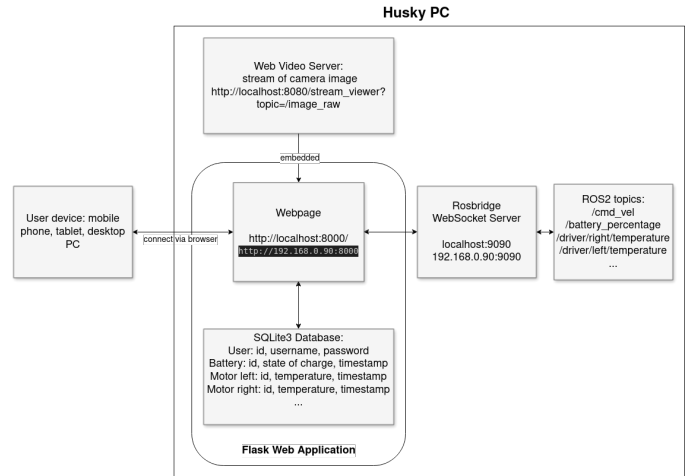 Husky PC
Web Video Server:
stream of camera image
http://localhost:8080/stream_viewer?
topic=/image_raw
embedded
User device: mobile
phone, tablet, desktop
PC
connect via browser
Webpage
http://localhost:8000/
http://192.168.0.90:8000
Rosbridge
WebSocket Server
localhost:9090
192.168.0.90:9090
ROS2 topics:
/cmd_vel
/battery_percentage
/driver/right/temperature
/driver/left/temperature
...
SQLite3 Database:
User: id, username, password
Battery: id, state of charge, timestamp
Motor left: id, temperature, timestamp
Motor right: id, temperature, timestamp
...
Flask Web Application